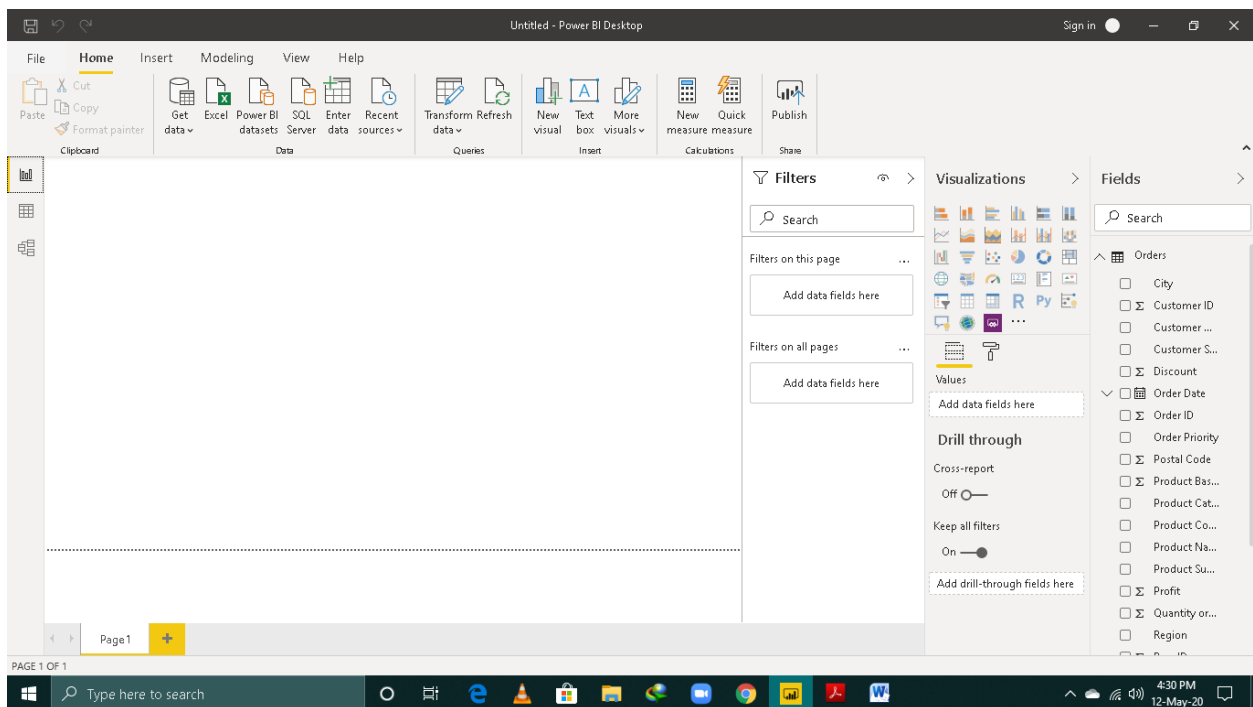 Untitled - Power BI Desktop
Sign in
File Home Insert Modeling View Help
Paste
Cut
Copy
Format painter
Clipboard
Get data
Excel
Power BI datasets
SQL Server
Enter data
Recent sources
Data
Transform data
Refresh
Queries
New visual
Text box
More visuals
Insert
New measure
Quick measure
Calculations
Publish
Share
Filters
Search
Filters on this page ...
Add data fields here
Filters on all pages ...
Add data fields here
Visualizations
R Py
...
Values
Add data fields here
Drill through
Cross-report
Off
Keep all filters
On
Add drill-through fields here
Fields
Search
Orders
City
Σ Customer ID
Customer ...
Customer S...
Σ Discount
Order Date
Σ Order ID
Order Priority
Σ Postal Code
Σ Product Bas...
Product Cat...
Product Co...
Product Na...
Product Su...
Σ Profit
Σ Quantity or...
Region
Page 1
PAGE 1 OF 1
Type here to search
4:30 PM
12-May-20